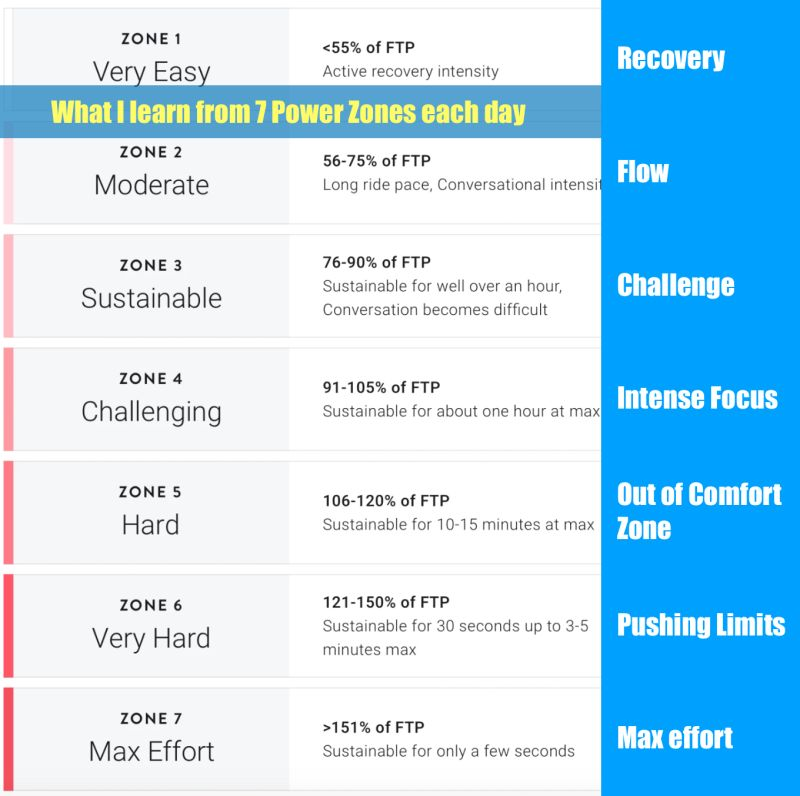 ZONE 1
Very Easy
<55% of FTP
Active recovery intensity
Recovery
What I learn from 7 Power Zones each day
ZONE 2
Moderate
56-75% of FTP
Long ride pace, Conversational
Flow
ZONE 3
Sustainable
76-90% of FTP
Sustainable for well over an hour,
Conversation becomes difficult
Challenge
ZONE 4
Challenging
91-105% of FTP
Sustainable for about one hour at max
Intense Focus
ZONE 5
Hard
106-120% of FTP
Sustainable for 10-15 minutes at max
Out of Comfort
Zone
ZONE 6
Very Hard
121-150% of FTP
Sustainable for 30 seconds up to 3-5
minutes max
Pushing Limits
ZONE 7
Max Effort
>151% of FTP
Sustainable for only a few seconds
Max effort